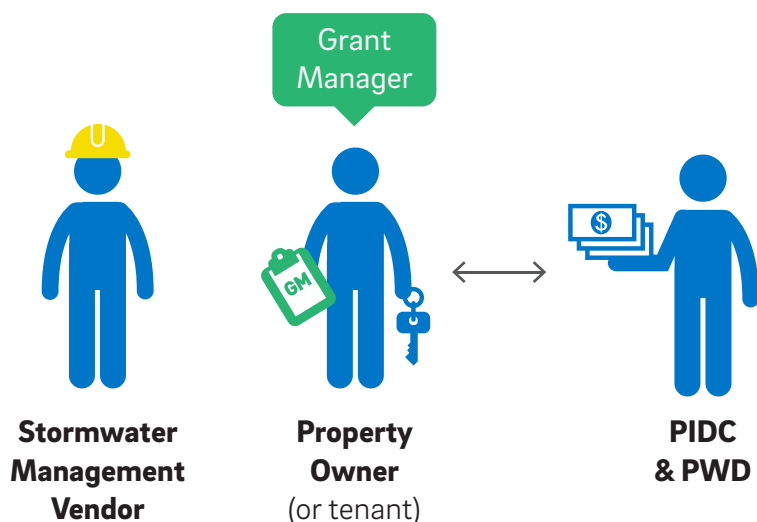 Grant
Manager
$
GM
Stormwater
Management
Vendor
Property
Owner
(or tenant)
PIDC
& PWD